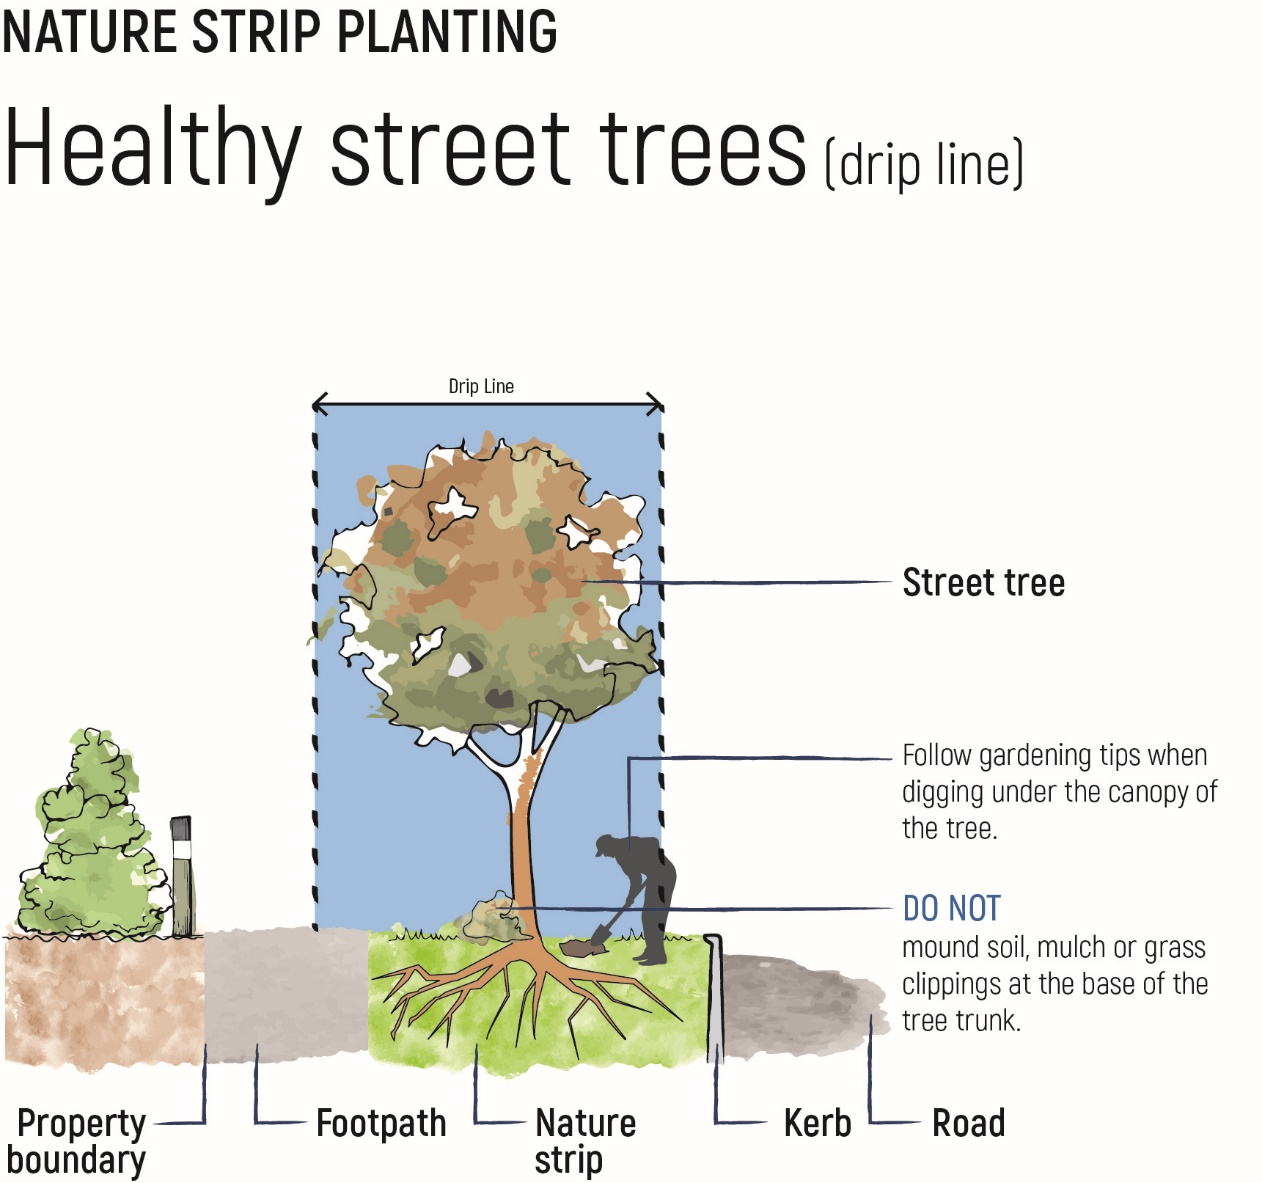 NATURE STRIP PLANTING
Healthy street trees (drip line)
Drip Line
Street tree
Follow gardening tips when
digging under the canopy of
the tree.
DO NOT
mound soil, mulch or grass
clippings at the base of the
tree trunk.
Property
boundary
Footpath
Nature
strip
Kerb
Road